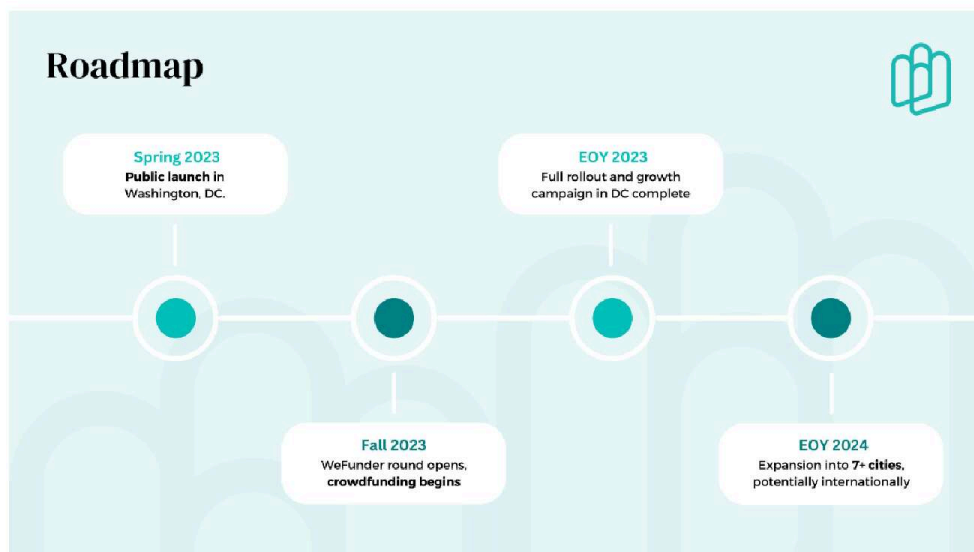 Roadmap
Spring 2023
Public launch in
Washington, DC.
EOY 2023
Full rollout and growth
campaign in DC complete
Fall 2023
WeFunder round opens,
crowdfunding begins
EOY 2024
Expansion into 7+ cities,
potentially internationally